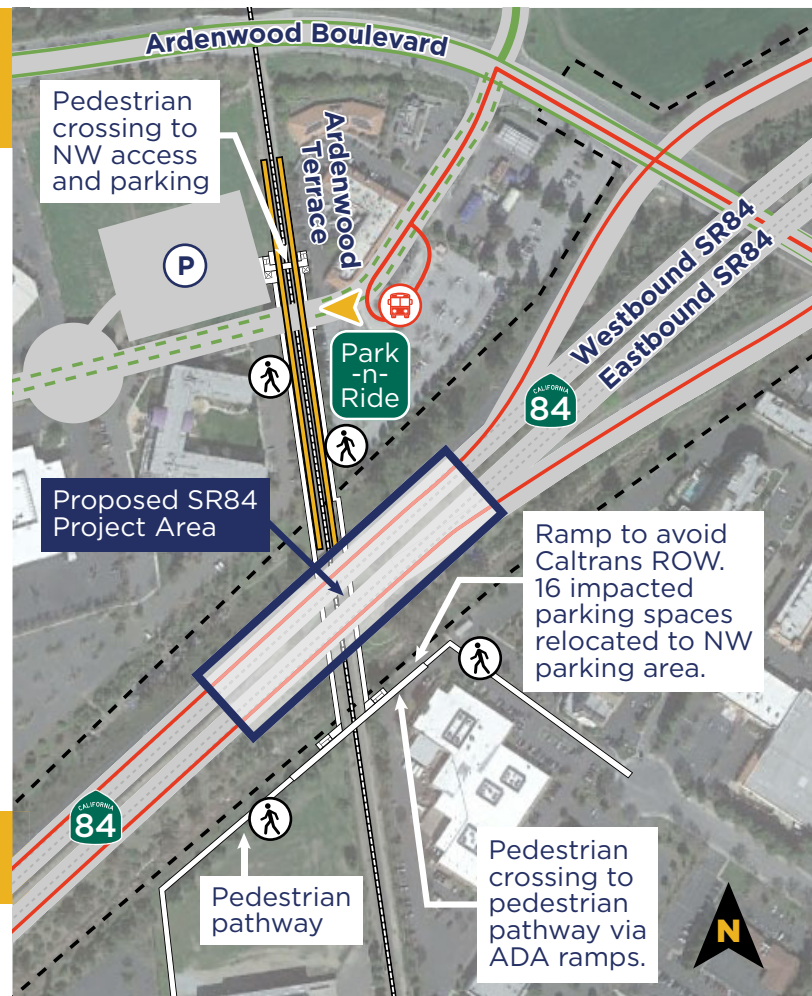 Ardenwood Boulevard
Pedestrian
crossing to
NW access
and parking
Ardenwood
Terrace
P
Westbound SR84
Eastbound SR84
Park
-n-
Ride
CALIFORNIA
84
Proposed SR84
Project Area
Ramp to avoid
Caltrans ROW.
16 impacted
parking spaces
relocated to NW
parking area.
CALIFORNIA
84
Pedestrian
pathway
Pedestrian
crossing to
pedestrian
pathway via
ADA ramps.
N